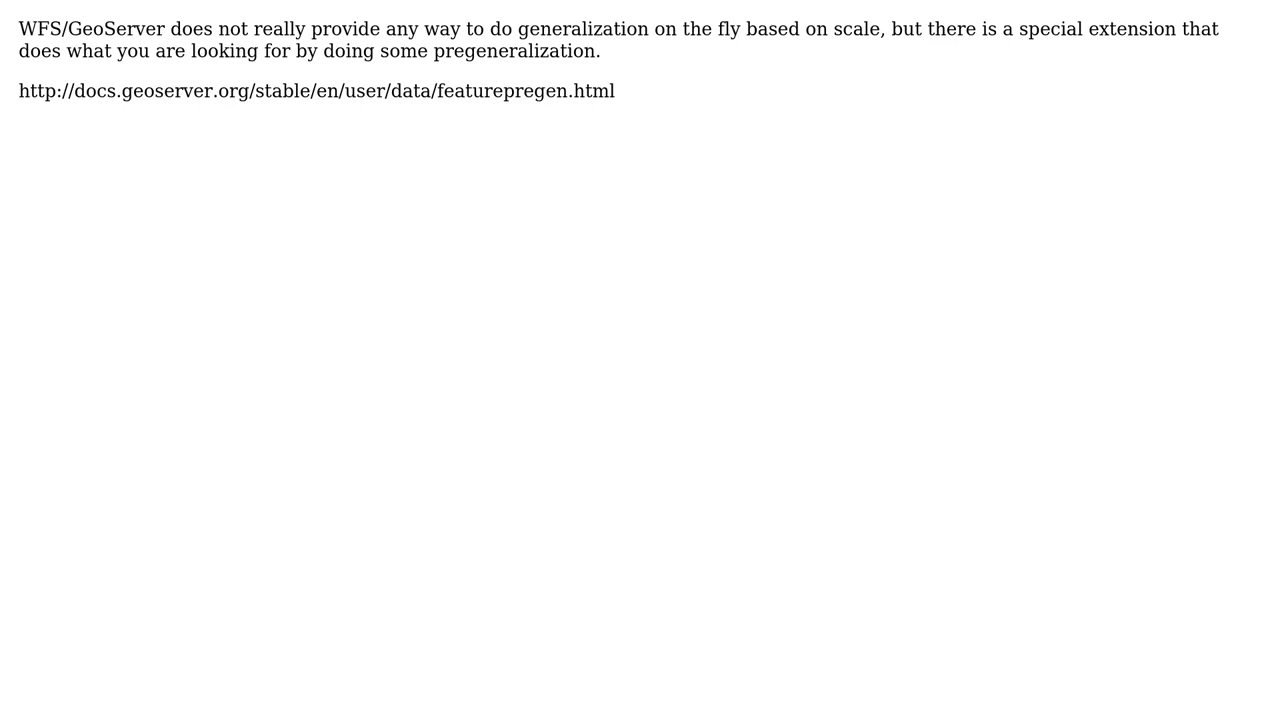 WFS/GeoServer does not really provide any way to do generalization on the fly based on scale, but there is a special extension that
does what you are looking for by doing some pregeneralization.
http://docs.geoserver.org/stable/en/user/data/featurepregen.html